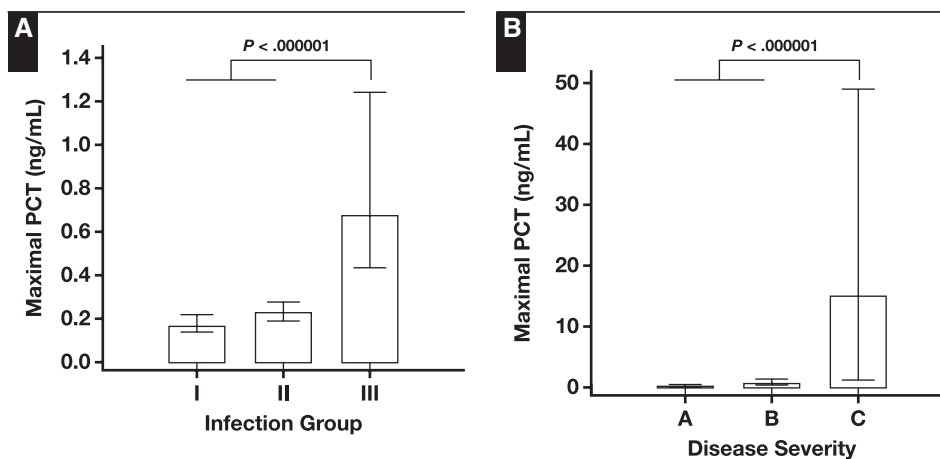 A
P < .000001
Maximal PCT (ng/mL)
1.4
1.2
1.0
0.8
0.6
0.4
0.2
0.0
I II III
Infection Group
B
P < .000001
Maximal PCT (ng/mL)
50
40
30
20
10
0
A B C
Disease Severity